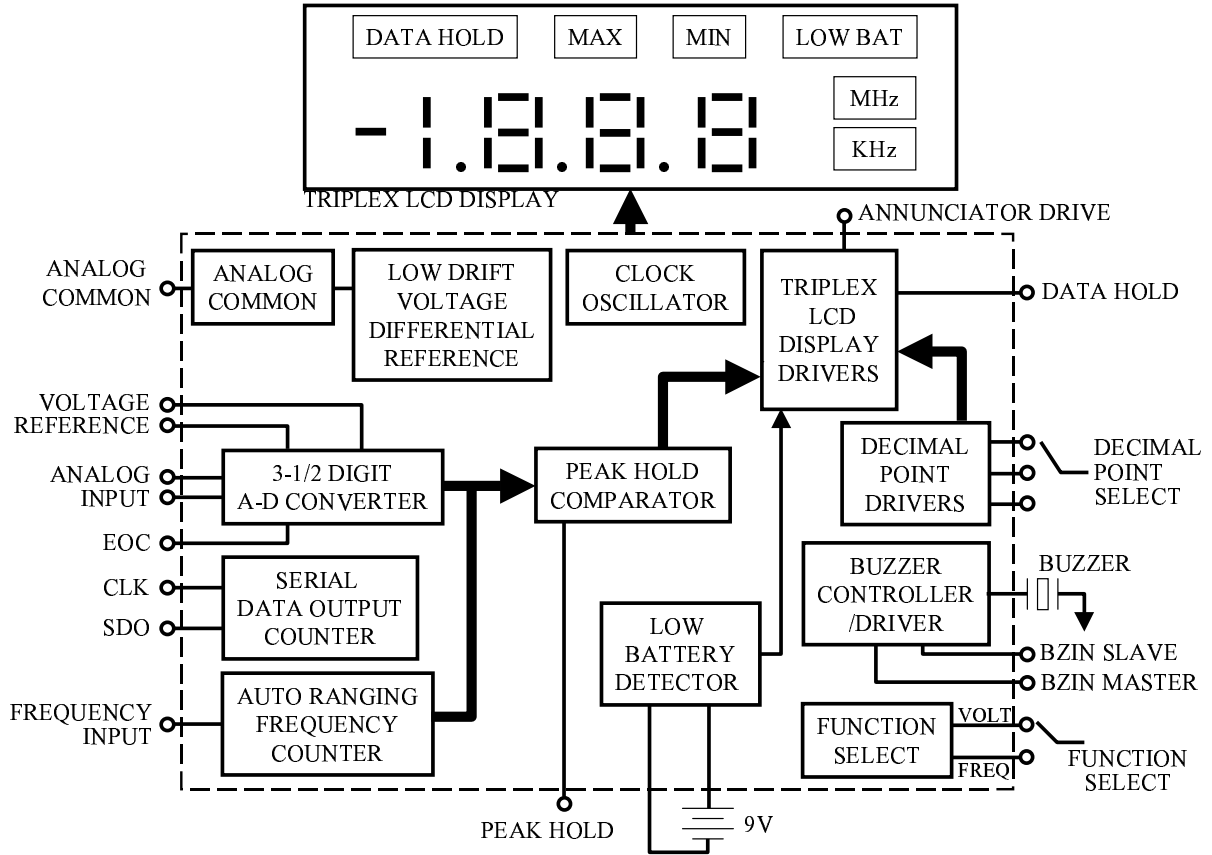 DATA HOLD
MAX
MIN
LOW BAT
MHz
-1.8.8.8
KHz
TRIPLEX LCD DISPLAY
ANNUNCIATOR DRIVE
ANALOG
COMMON
ANALOG
COMMON
LOW DRIFT
VOLTAGE
DIFFERENTIAL
REFERENCE
CLOCK
OSCILLATOR
TRIPLEX
LCD
DISPLAY
DRIVERS
DATA HOLD
VOLTAGE
REFERENCE
ANALOG
INPUT
3-1/2 DIGIT
A-D CONVERTER
PEAK HOLD
COMPARATOR
DECIMAL
POINT
DRIVERS
DECIMAL
POINT
SELECT
EOC
CLK
SDO
SERIAL
DATA OUTPUT
COUNTER
LOW
BATTERY
DETECTOR
BUZZER
CONTROLLER
/DRIVER
BUZZER
BZIN SLAVE
BZIN MASTER
FREQUENCY
INPUT
AUTO RANGING
FREQUENCY
COUNTER
FUNCTION
SELECT
VOLT
FREQ
FUNCTION
SELECT
PEAK HOLD
9V